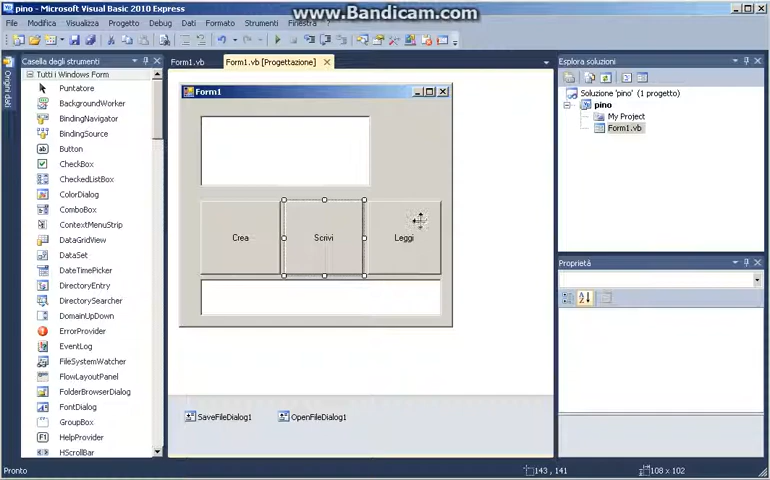 www.Bandicam.com
pino - Microsoft Visual Basic 2010 Express
File Modifica Visualizza Progetto Debug Dati Formato Strumenti Finestra ?
Origini dati
Casella degli strumenti
Tutti i Windows Form
Puntatore
BackgroundWorker
BindingNavigator
BindingSource
Button
CheckBox
CheckedListBox
ColorDialog
ComboBox
ContextMenuStrip
DataGridView
DataSet
DateTimePicker
DirectoryEntry
DirectorySearcher
DomainUpDown
ErrorProvider
EventLog
FileSystemWatcher
FlowLayoutPanel
FolderBrowserDialog
FontDialog
GroupBox
HelpProvider
HScrollBar
Form1.vb Form1.vb [Progettazione]
Form1
Crea Scrivi Leggi
SaveFileDialog1 OpenFileDialog1
Esplora soluzioni
Soluzione 'pino' (1 progetto)
pino
My Project
Form1.vb
Proprietà
Pronto 143 , 141 108 x 102